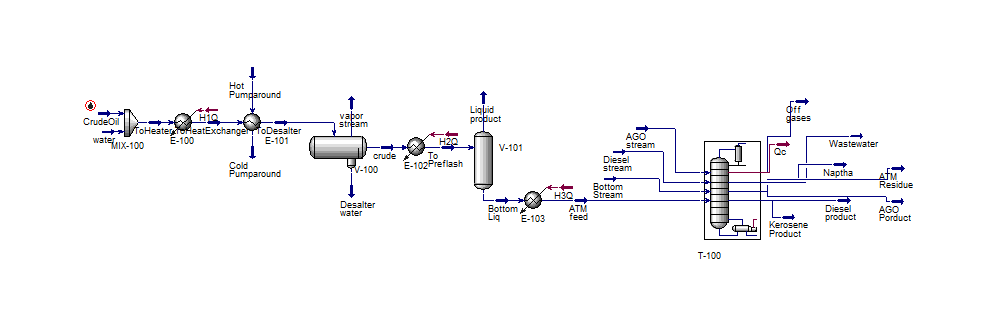 CrudeOil
water
MIX-100
ToHeater
E-100
H1Q
ToHeatExchanger
Hot
Pumparound
ToDesalter
E-101
Cold
Pumparound
vapor
stream
V-100
Desalter
water
crude
E-102
H2Q
To
Preflash
Liquid
product
V-101
Bottom
Liq
E-103
H3Q
ATM
feed
AGO
stream
Diesel
stream
Bottom
Stream
T-100
Off
gases
Qc
Wastewater
Naptha
ATM
Residue
Kerosene
Product
Diesel
product
AGO
Porduct